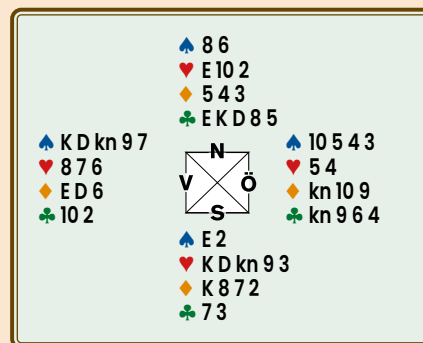 ♠ 8 6
♥ E 10 2
♦ 5 4 3
♣ E K D 8 5
♠ K D kn 9 7
♥ 8 7 6
♦ E D 6
♣ 10 2
N
V Ö
S
♠ 10 5 4 3
♥ 5 4
♦ kn 10 9
♣ kn 9 6 4
♠ E 2
♥ K D kn 9 3
♦ K 8 7 2
♣ 7 3